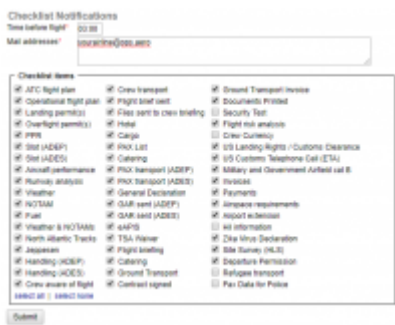 Checklist Notifications
Time before flight*
Mail addresses*
Checklist items
ATC flight plan
Operational flight plan
Landing permit(s)
Overflight permit(s)
PPR
Slot (ADEP)
Slot (ADES)
Aircraft performance
Runway analysis
Weather
NOTAM
Fuel
Weather & NOTAMs
North Atlantic Tracks
Jeppesen
Handling (ADEP)
Handling (ADES)
Crew aware of flight
Crew transport
Flight brief sent
Files sent to crew briefing
Hotel
Cargo
PAX List
Catering
PAX transport (ADEP)
PAX transport (ADES)
General Declaration
GAR sent (ADEP)
GAR sent (ADES)
eAPIS
TSA Waiver
Flight briefing
Catering
Ground Transport
Contract signed
Ground Transport Invoice
Documents Printed
Security Test
Flight risk analysis
Crew Currency
US Landing Rights / Customs Clearance
US Customs Telephone Call (ETA)
Military and Government Airfield call B
Invoices
Payments
Airspace requirements
Airport extension
Hil information
Zika Virus Declaration
Site Survey (HLS)
Departure Permission
Refugee transport
Pax Data for Police
select all | select none
Submit